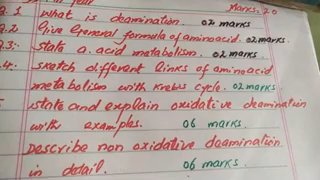 Marks: 20
Q.1 What is deamination. 02 marks
Q.2 Give General formula of aminoacid. 02 marks.
Q.3:- State a. acid metabolism. 02 marks.
Q.4:- Sketch different links of aminoacid
metabolism with krebs cycle. 02 marks
State and explain oxidative deamination
with examples. 06 marks.
Describe non oxidative deamination
in detail. 06 marks.